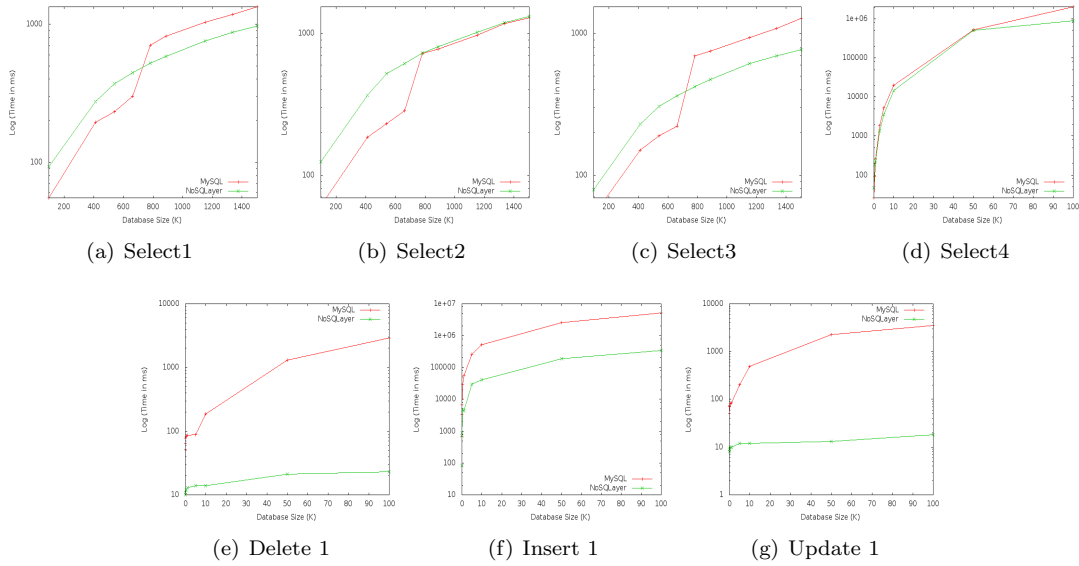 Log (Time in ms)
1000
100
MySQL
NoSQLayer
200 400 600 800 1000 1200 1400
Database Size (K)
(a) Select1
Log (Time in ms)
1000
100
MySQL
NoSQLayer
200 400 600 800 1000 1200 1400
Database Size (K)
(b) Select2
Log (Time in ms)
1000
100
MySQL
NoSQLayer
200 400 600 800 1000 1200 1400
Database Size (K)
(c) Select3
Log (Time in ms)
1e+06
100000
10000
1000
100
MySQL
NoSQLayer
0 10 20 30 40 50 60 70 80 90 100
Database Size (K)
(d) Select4
Log (Time in ms)
10000
1000
100
10
MySQL
NoSQLayer
0 10 20 30 40 50 60 70 80 90 100
Database Size (K)
(e) Delete 1
Log (Time in ms)
1e+07
1e+06
100000
10000
1000
100
10
MySQL
NoSQLayer
0 10 20 30 40 50 60 70 80 90 100
Database Size (K)
(f) Insert 1
Log (Time in ms)
10000
1000
100
10
1
MySQL
NoSQLayer
0 10 20 30 40 50 60 70 80 90 100
Database Size (K)
(g) Update 1